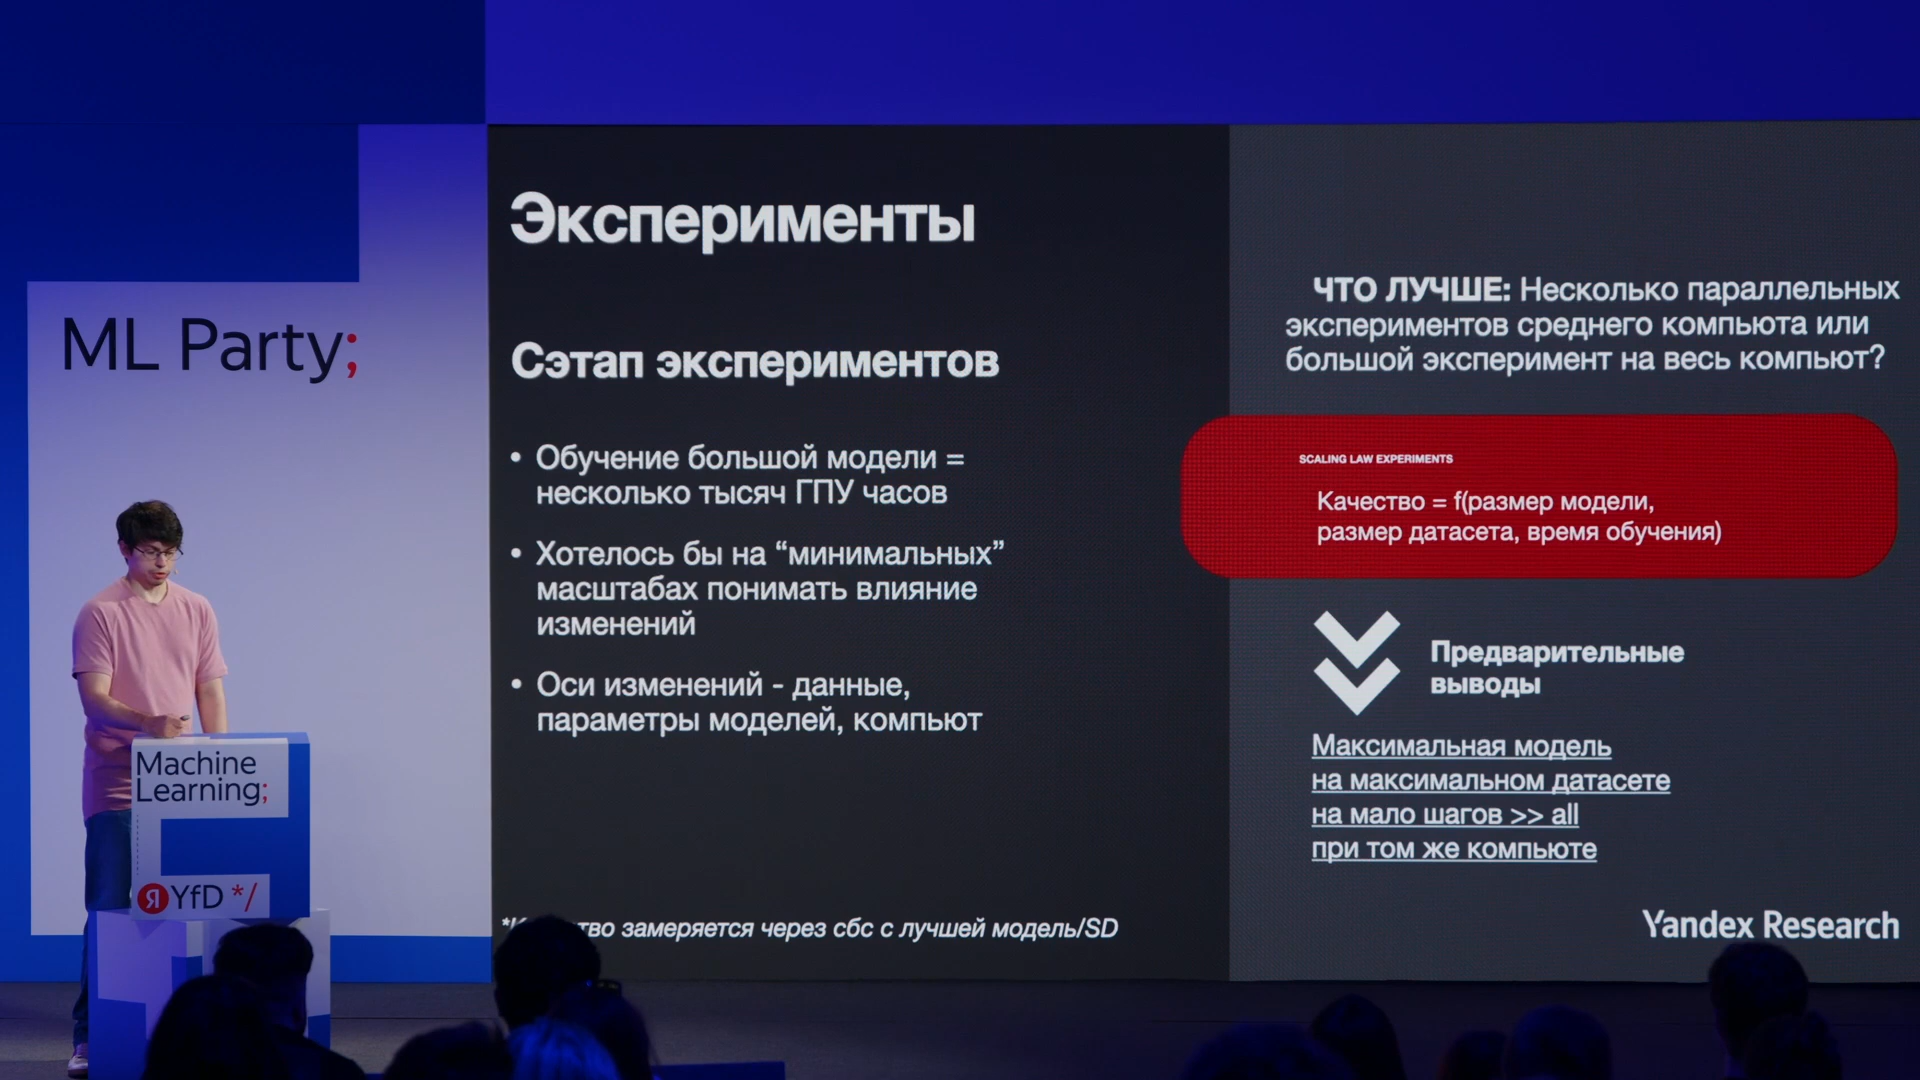 ML Party;
Machine
Learning;
Я YfD */
Эксперименты
Сэтап экспериментов
• Обучение большой модели =
несколько тысяч ГПУ часов
• Хотелось бы на “минимальных”
масштабах понимать влияние
изменений
• Оси изменений - данные,
параметры моделей, компьют
замеряется через сбс с лучшей модель/SD
ЧТО ЛУЧШЕ: Несколько параллельных
экспериментов среднего компьюта или
большой эксперимент на весь компьют?
SCALING LAW EXPERIMENTS
Качество = f(размер модели,
размер датасета, время обучения)
Предварительные
выводы
Максимальная модель
на максимальном датасете
на мало шагов >> all
при том же компьюте
Yandex Research